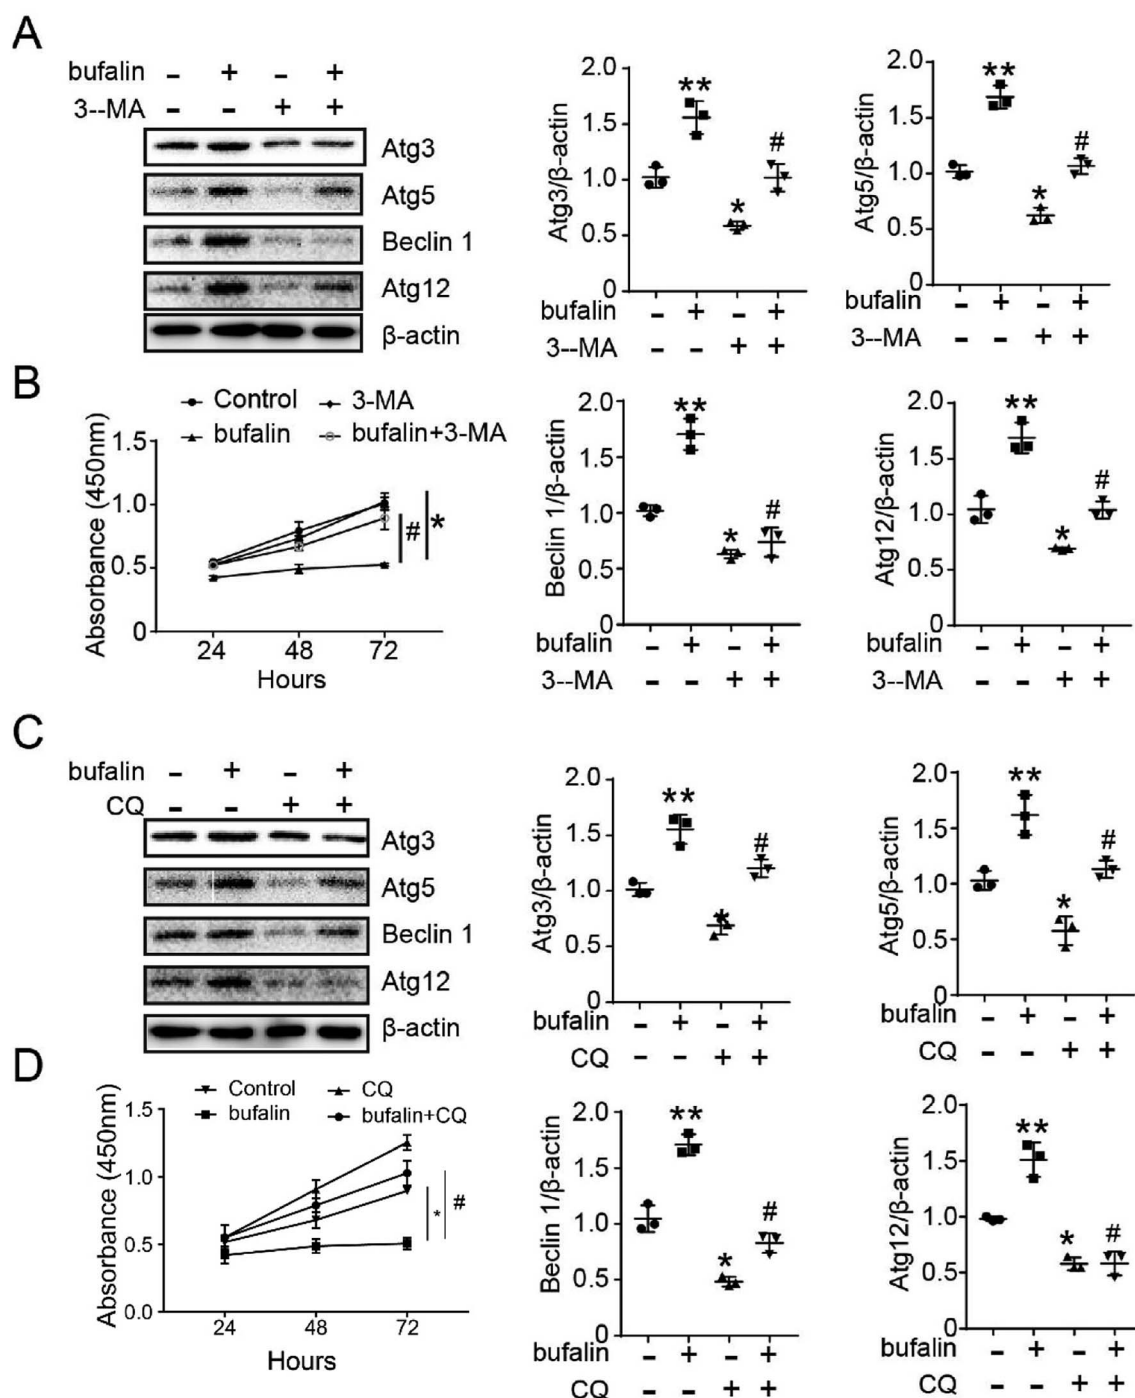 A
bufalin - + - +
3--MA - - + +
Atg3
Atg5
Beclin 1
Atg12
β-actin
Atg3/β-actin
2.0
1.5
1.0
0.5
0
**
*
#
bufalin - + - +
3--MA - - + +
Atg5/β-actin
2.0
1.5
1.0
0.5
0
**
*
#
bufalin - + - +
3--MA - - + +
B
Control 3-MA
bufalin bufalin+3-MA
Absorbance (450nm)
1.5
1.0
0.5
0
# *
24 48 72
Hours
Beclin 1/β-actin
2.0
1.5
1.0
0.5
0
**
*
#
bufalin - + - +
3--MA - - + +
Atg12/β-actin
2.0
1.5
1.0
0.5
0
**
*
#
bufalin - + - +
3--MA - - + +
C
bufalin - + - +
CQ - - + +
Atg3
Atg5
Beclin 1
Atg12
β-actin
Atg3/β-actin
2.0
1.5
1.0
0.5
0
**
*
#
bufalin - + - +
CQ - - + +
Atg5/β-actin
2.0
1.5
1.0
0.5
0
**
*
#
bufalin - + - +
CQ - - + +
D
Control CQ
bufalin bufalin+CQ
Absorbance (450nm)
1.5
1.0
0.5
0.0
* #
24 48 72
Hours
Beclin 1/β-actin
2.0
1.5
1.0
0.5
0
**
*
#
bufalin - + - +
CQ - - + +
Atg12/β-actin
2.0
1.5
1.0
0.5
0
**
*
#
bufalin - + - +
CQ - - + +